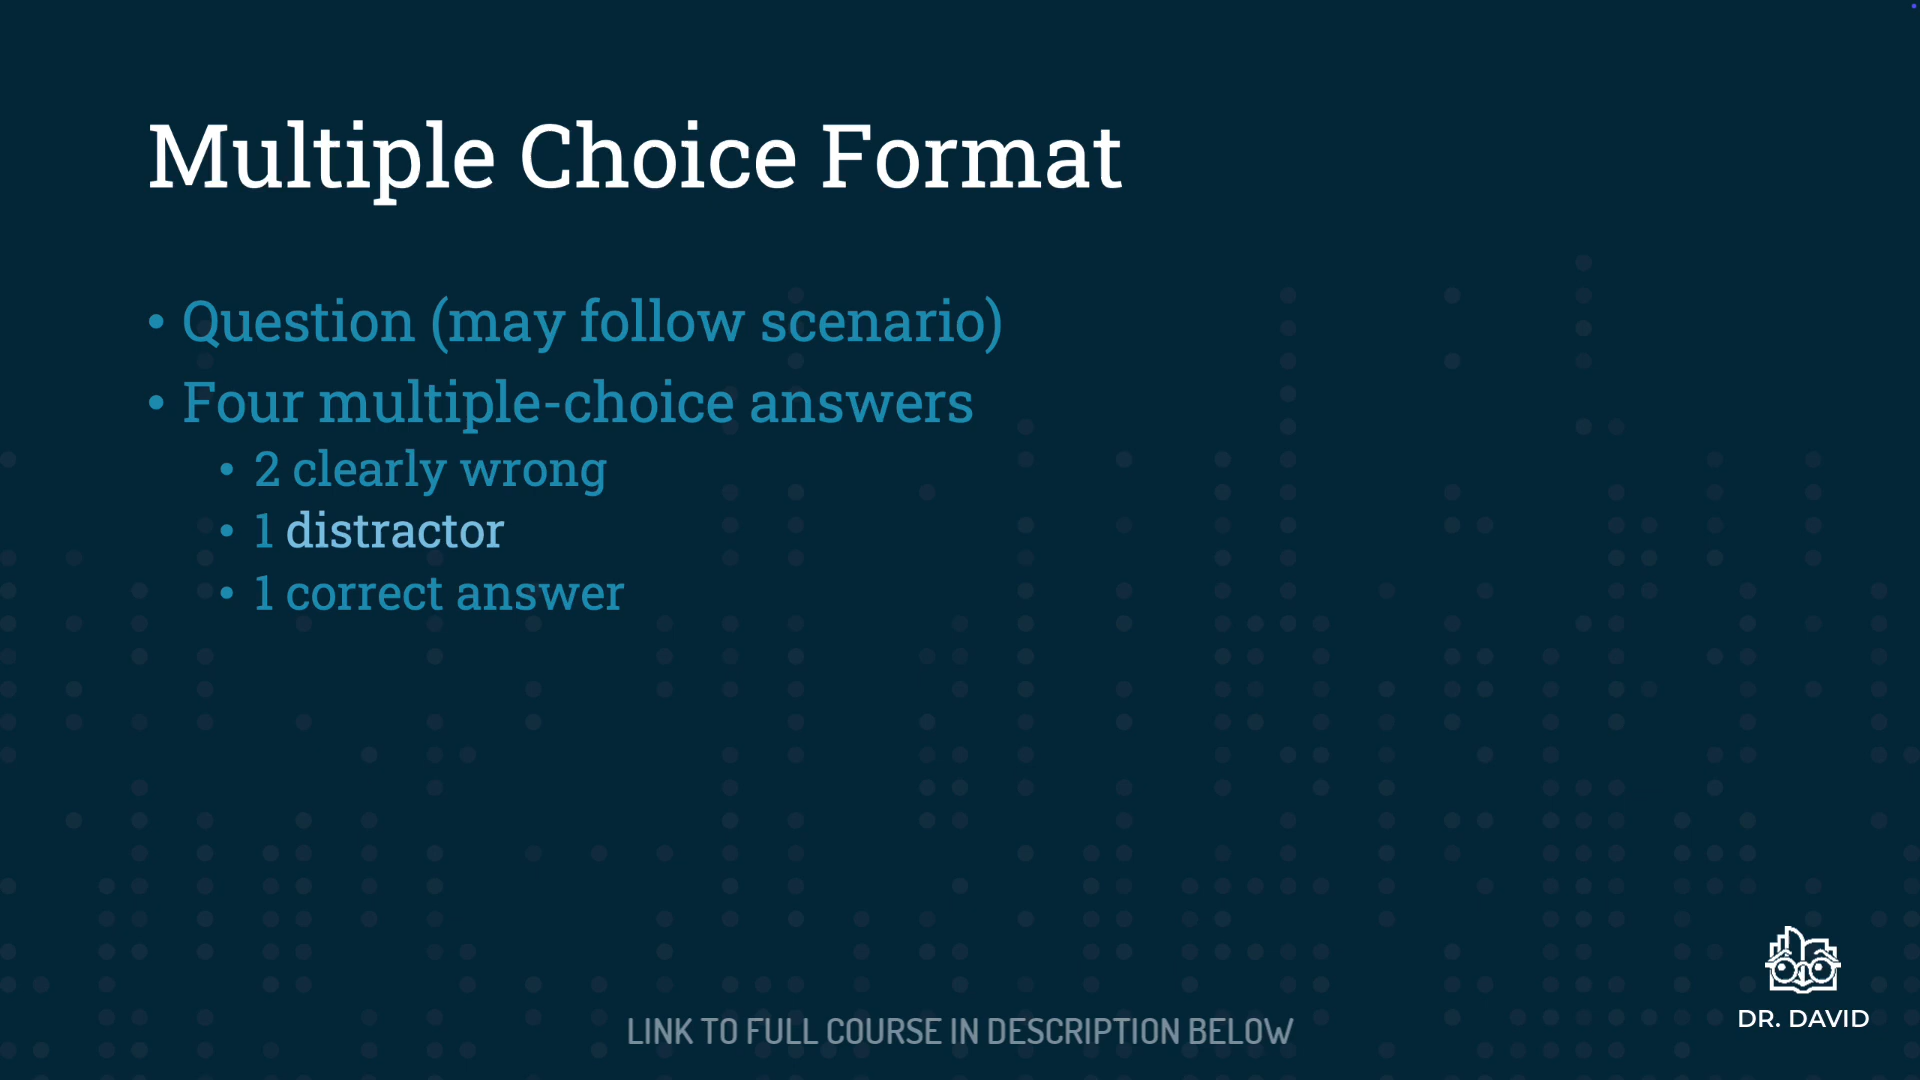 Multiple Choice Format
• Question (may follow scenario)
• Four multiple-choice answers
• 2 clearly wrong
• 1 distractor
• 1 correct answer
LINK TO FULL COURSE IN DESCRIPTION BELOW
DR. DAVID